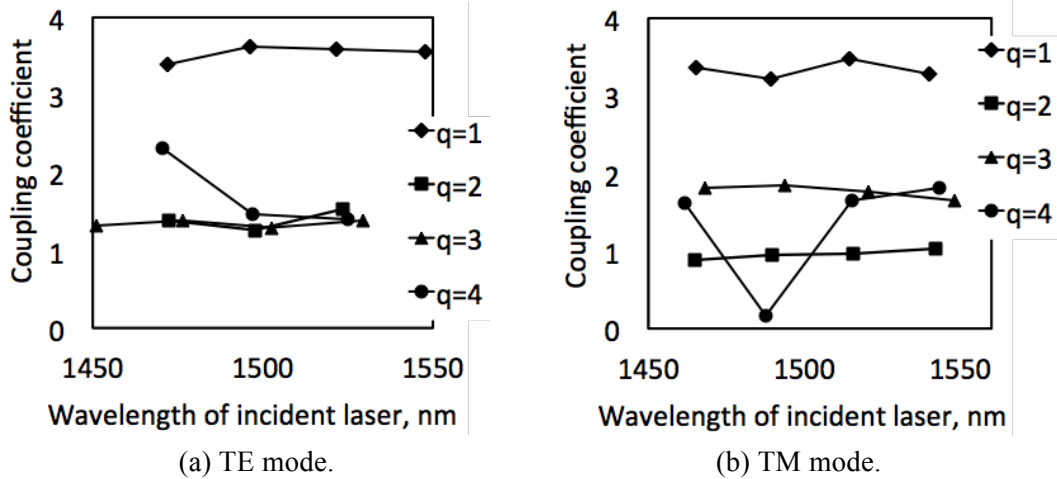 4
3
2
1
0
Coupling coefficient
1450
1500
1550
Wavelength of incident laser, nm
q=1
q=2
q=3
q=4
(a) TE mode.
4
3
2
1
0
Coupling coefficient
1450
1500
1550
Wavelength of incident laser, nm
q=1
q=2
q=3
q=4
(b) TM mode.